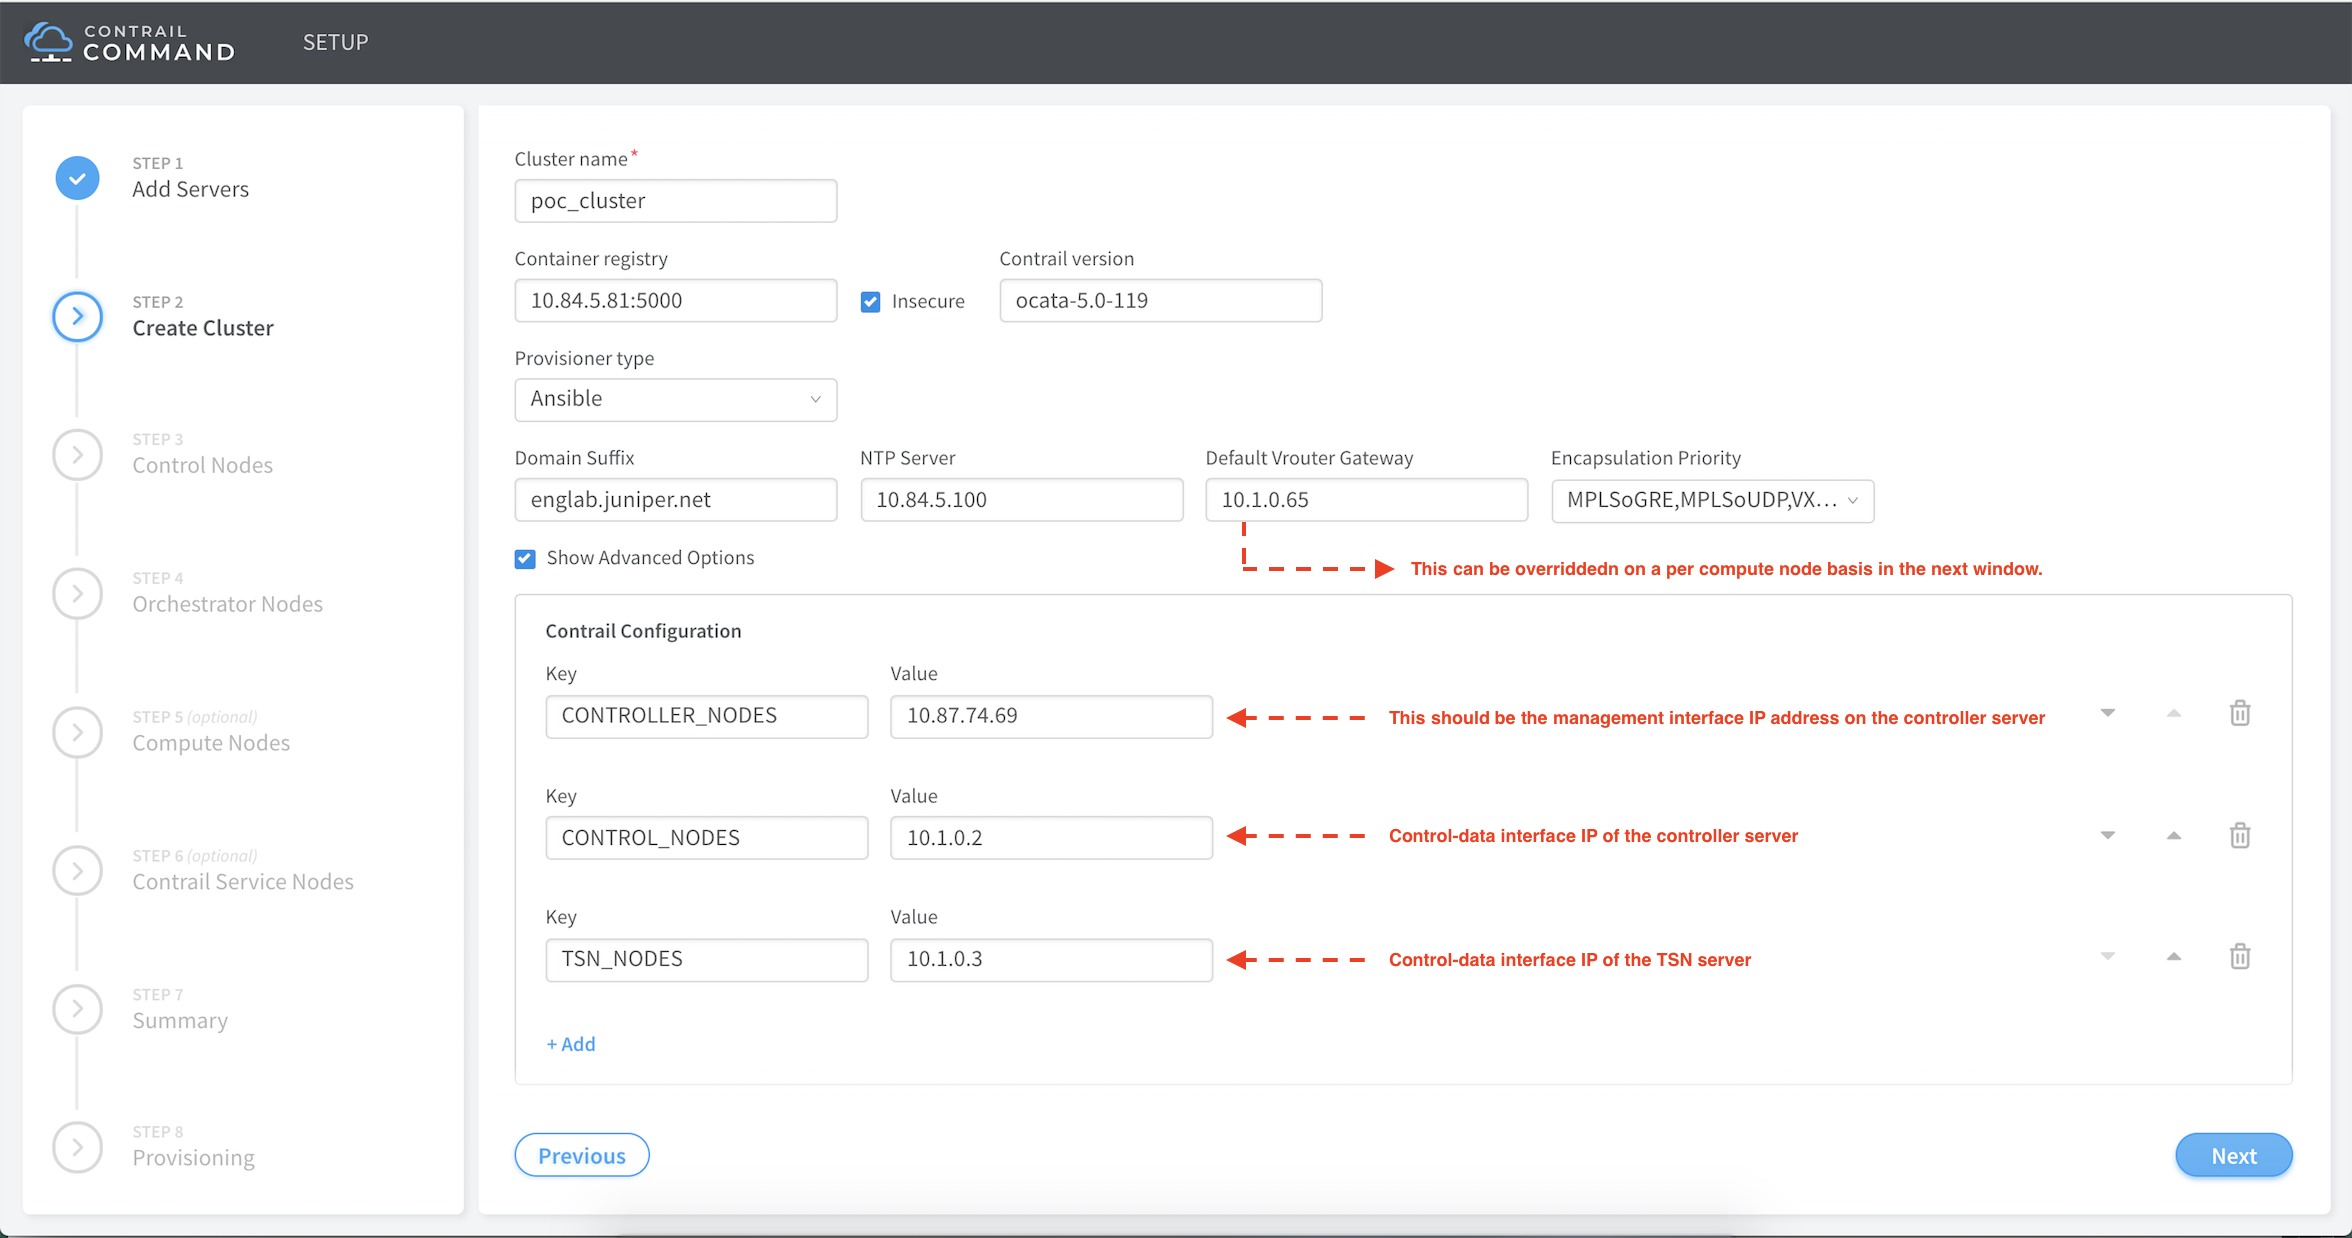 CONTRAIL
COMMAND
SETUP
STEP 1
Add Servers
STEP 2
Create Cluster
STEP 3
Control Nodes
STEP 4
Orchestrator Nodes
STEP 5 (optional)
Compute Nodes
STEP 6 (optional)
Contrail Service Nodes
STEP 7
Summary
STEP 8
Provisioning
Cluster name*
poc_cluster
Container registry
10.84.5.81:5000
Insecure
Contrail version
ocata-5.0-119
Provisioner type
Ansible
Domain Suffix
englab.juniper.net
NTP Server
10.84.5.100
Default Vrouter Gateway
10.1.0.65
Encapsulation Priority
MPLSoGRE,MPLSoUDP,VX...
Show Advanced Options
This can be overriddedn on a per compute node basis in the next window.
Contrail Configuration
Key
Value
CONTROLLER_NODES
10.87.74.69
This should be the management interface IP address on the controller server
Key
Value
CONTROL_NODES
10.1.0.2
Control-data interface IP of the controller server
Key
Value
TSN_NODES
10.1.0.3
Control-data interface IP of the TSN server
+ Add
Previous
Next